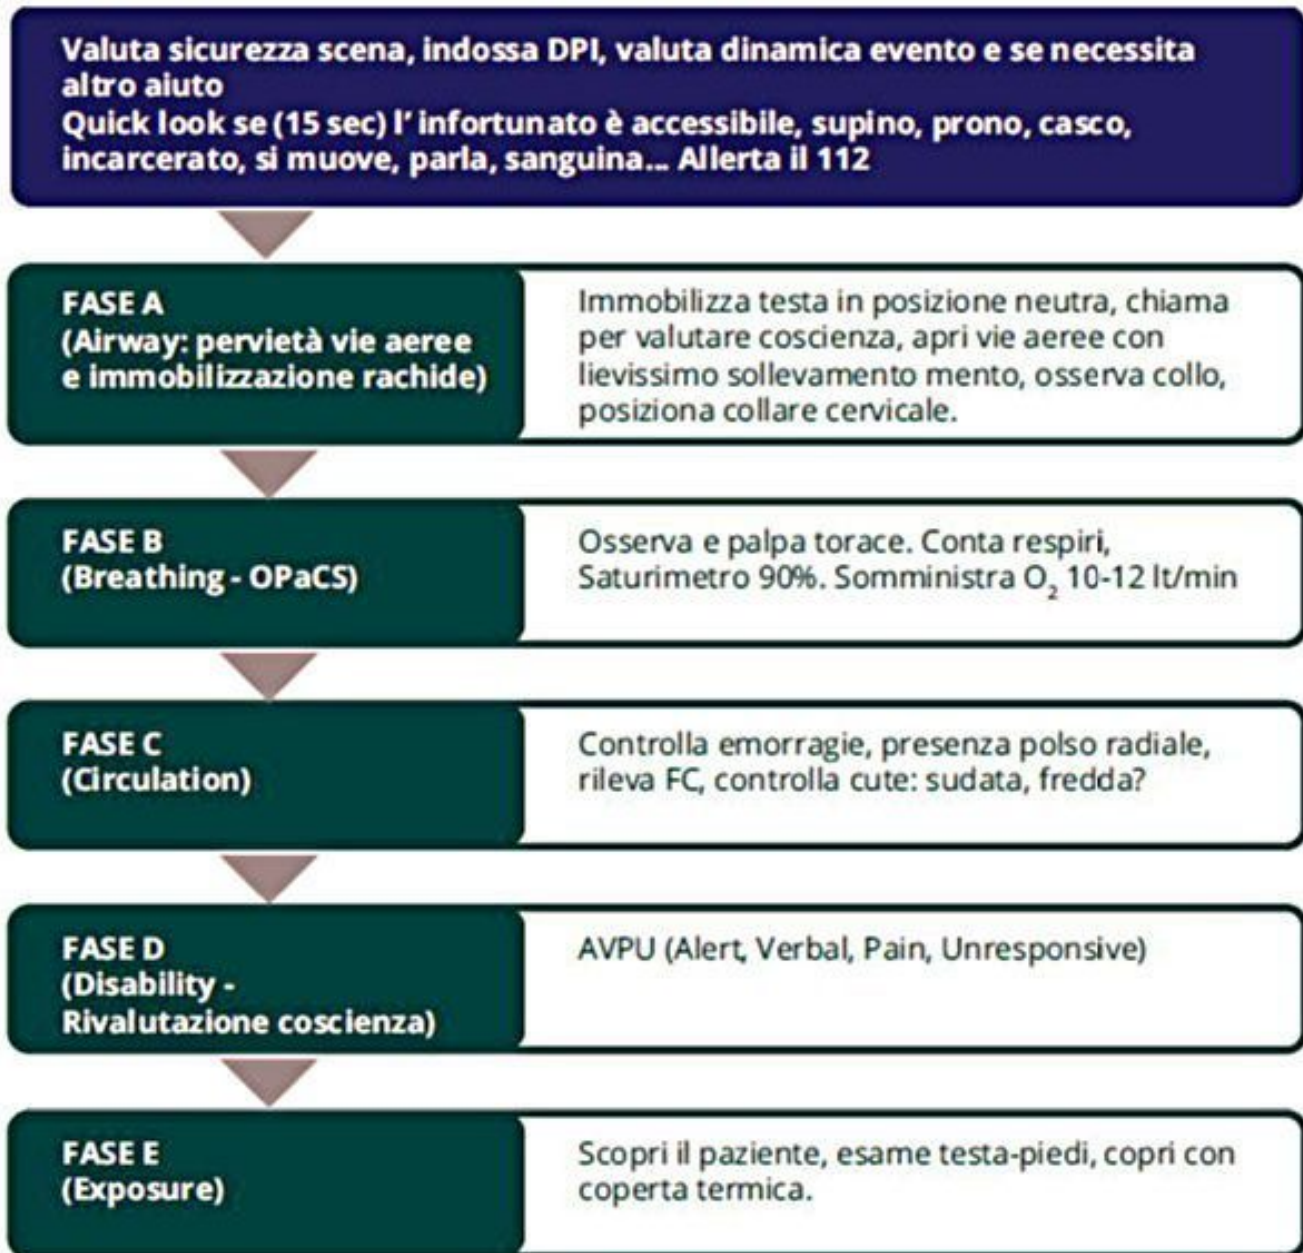 Valuta sicurezza scena, indossa DPI, valuta dinamica evento e se necessita
altro aiuto
Quick look se (15 sec) l' infortunato è accessibile, supino, prono, casco,
incarcerato, si muove, parla, sanguina... Allerta il 112
FASE A
(Airway: pervietà vie aeree
e immobilizzazione rachide)
Immobilizza testa in posizione neutra, chiama
per valutare coscienza, apri vie aeree con
lievissimo sollevamento mento, osserva collo,
posiziona collare cervicale.
FASE B
(Breathing - OPaCS)
Osserva e palpa torace. Conta respiri,
Saturimetro 90%. Somministra O₂ 10-12 lt/min
FASE C
(Circulation)
Controlla emorragie, presenza polso radiale,
rileva FC, controlla cute: sudata, fredda?
FASE D
(Disability -
Rivalutazione coscienza)
AVPU (Alert, Verbal, Pain, Unresponsive)
FASE E
(Exposure)
Scopri il paziente, esame testa-piedi, copri con
coperta termica.